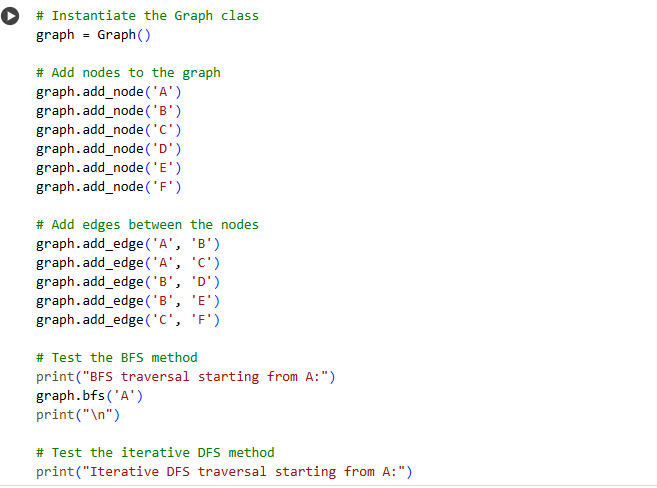 # Instantiate the Graph class
graph = Graph()
# Add nodes to the graph
graph.add_node('A')
graph.add_node('B')
graph.add_node('C')
graph.add_node('D')
graph.add_node('E')
graph.add_node('F')
# Add edges between the nodes
graph.add_edge('A', 'B')
graph.add_edge('A', 'C')
graph.add_edge('B', 'D')
graph.add_edge('B', 'E')
graph.add_edge('C', 'F')
# Test the BFS method
print("BFS traversal starting from A:")
graph.bfs('A')
print("\n")
# Test the iterative DFS method
print("Iterative DFS traversal starting from A:")